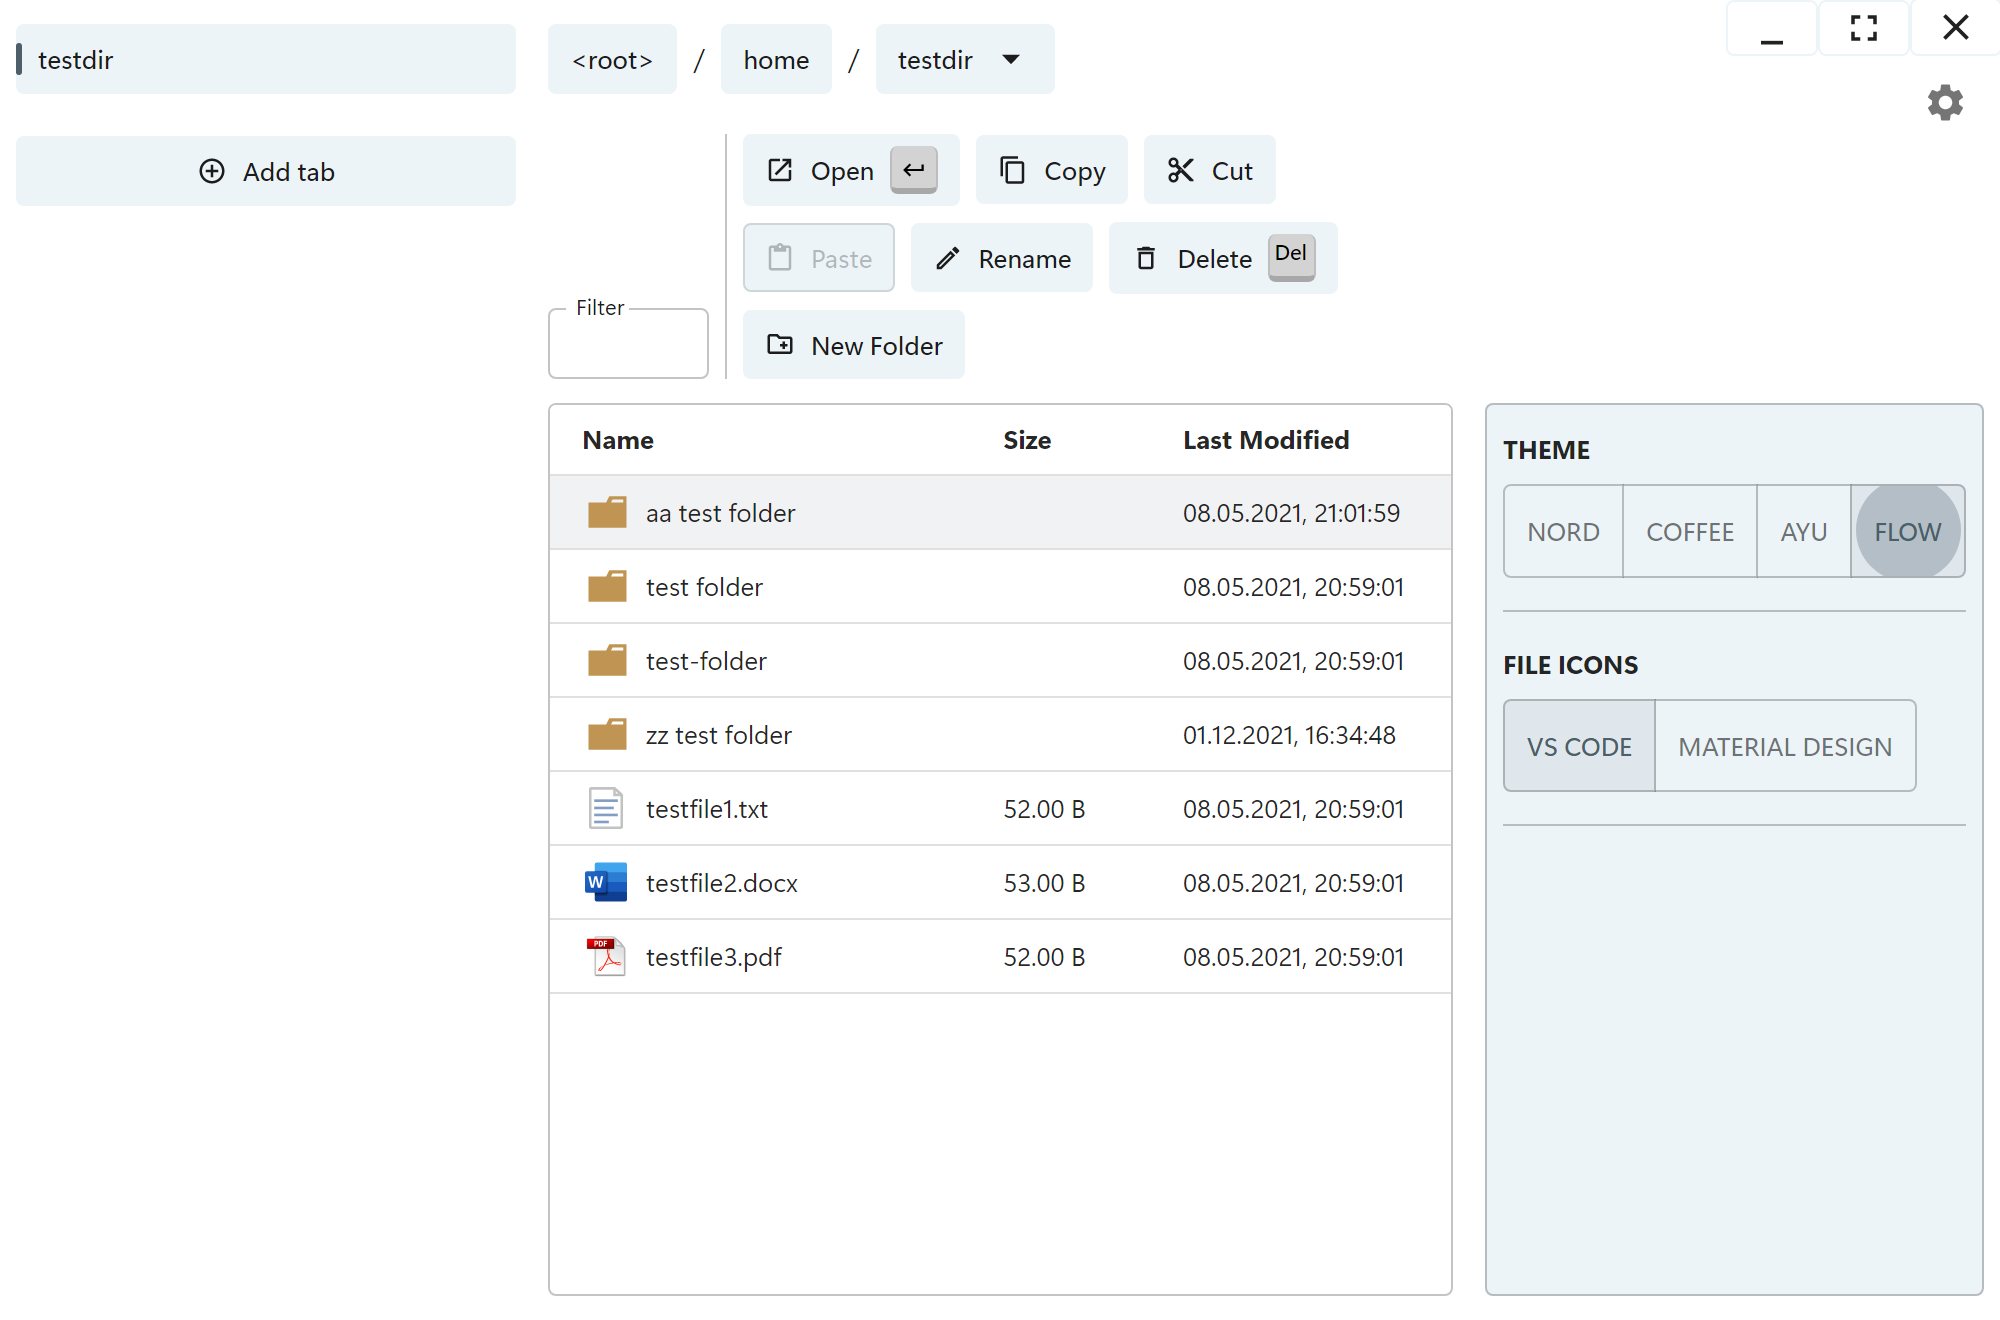 testdir
Add tab
<root> / home / testdir
Open
Copy
Cut
Paste
Rename
Delete Del
Filter
New Folder
Name Size Last Modified
aa test folder 08.05.2021, 21:01:59
test folder 08.05.2021, 20:59:01
test-folder 08.05.2021, 20:59:01
zz test folder 01.12.2021, 16:34:48
testfile1.txt 52.00 B 08.05.2021, 20:59:01
W testfile2.docx 53.00 B 08.05.2021, 20:59:01
PDF testfile3.pdf 52.00 B 08.05.2021, 20:59:01
THEME
NORD COFFEE AYU FLOW
FILE ICONS
VS CODE MATERIAL DESIGN